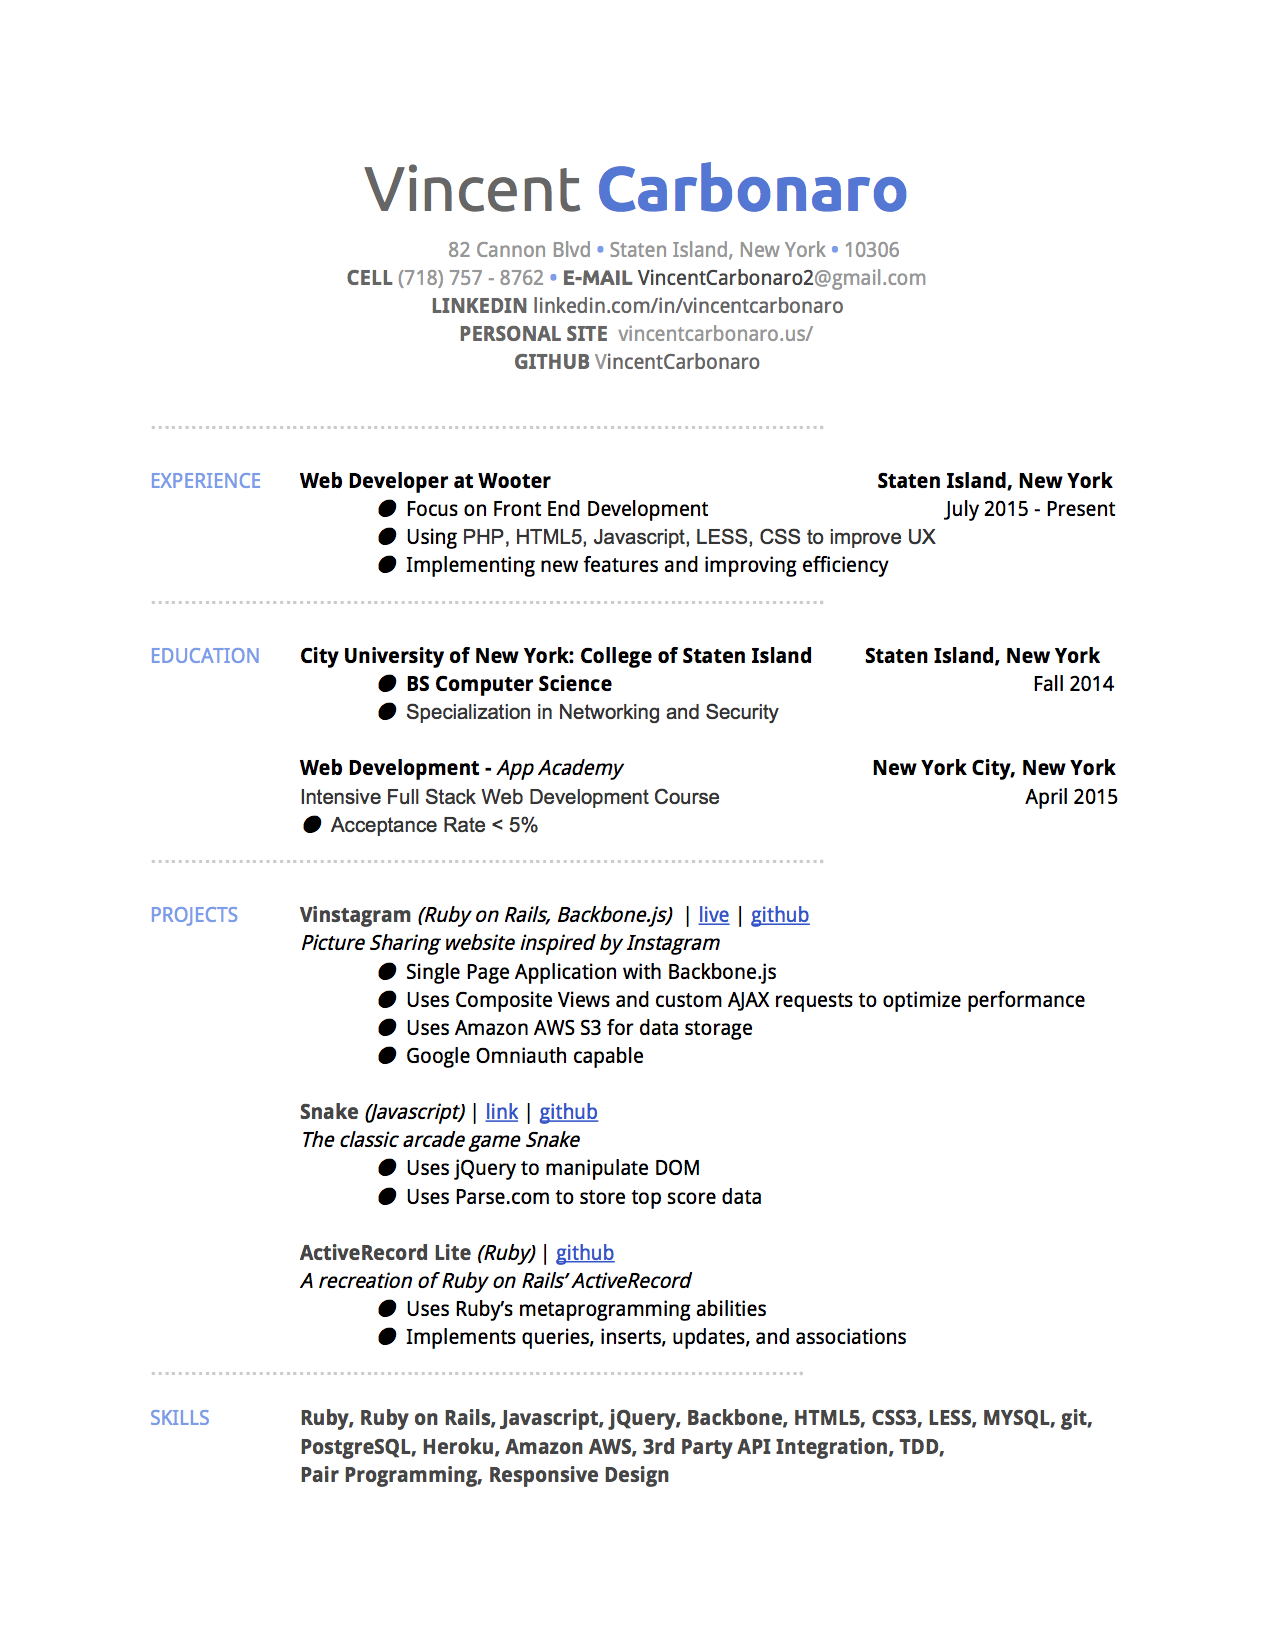 Vincent Carbonaro
82 Cannon Blvd • Staten Island, New York • 10306
CELL (718) 757 - 8762 • E-MAIL VincentCarbonaro2@gmail.com
LINKEDIN linkedin.com/in/vincentcarbonaro
PERSONAL SITE vincentcarbonaro.us/
GITHUB VincentCarbonaro
EXPERIENCE Web Developer at Wooter Staten Island, New York
● Focus on Front End Development July 2015 - Present
● Using PHP, HTML5, Javascript, LESS, CSS to improve UX
● Implementing new features and improving efficiency
EDUCATION City University of New York: College of Staten Island Staten Island, New York
● BS Computer Science Fall 2014
● Specialization in Networking and Security
Web Development - App Academy New York City, New York
Intensive Full Stack Web Development Course April 2015
● Acceptance Rate < 5%
PROJECTS Vinstagram (Ruby on Rails, Backbone.js) | live | github
Picture Sharing website inspired by Instagram
● Single Page Application with Backbone.js
● Uses Composite Views and custom AJAX requests to optimize performance
● Uses Amazon AWS S3 for data storage
● Google Omniauth capable
Snake (Javascript) | link | github
The classic arcade game Snake
● Uses jQuery to manipulate DOM
● Uses Parse.com to store top score data
ActiveRecord Lite (Ruby) | github
A recreation of Ruby on Rails’ ActiveRecord
● Uses Ruby’s metaprogramming abilities
● Implements queries, inserts, updates, and associations
SKILLS Ruby, Ruby on Rails, Javascript, jQuery, Backbone, HTML5, CSS3, LESS, MYSQL, git,
PostgreSQL, Heroku, Amazon AWS, 3rd Party API Integration, TDD,
Pair Programming, Responsive Design